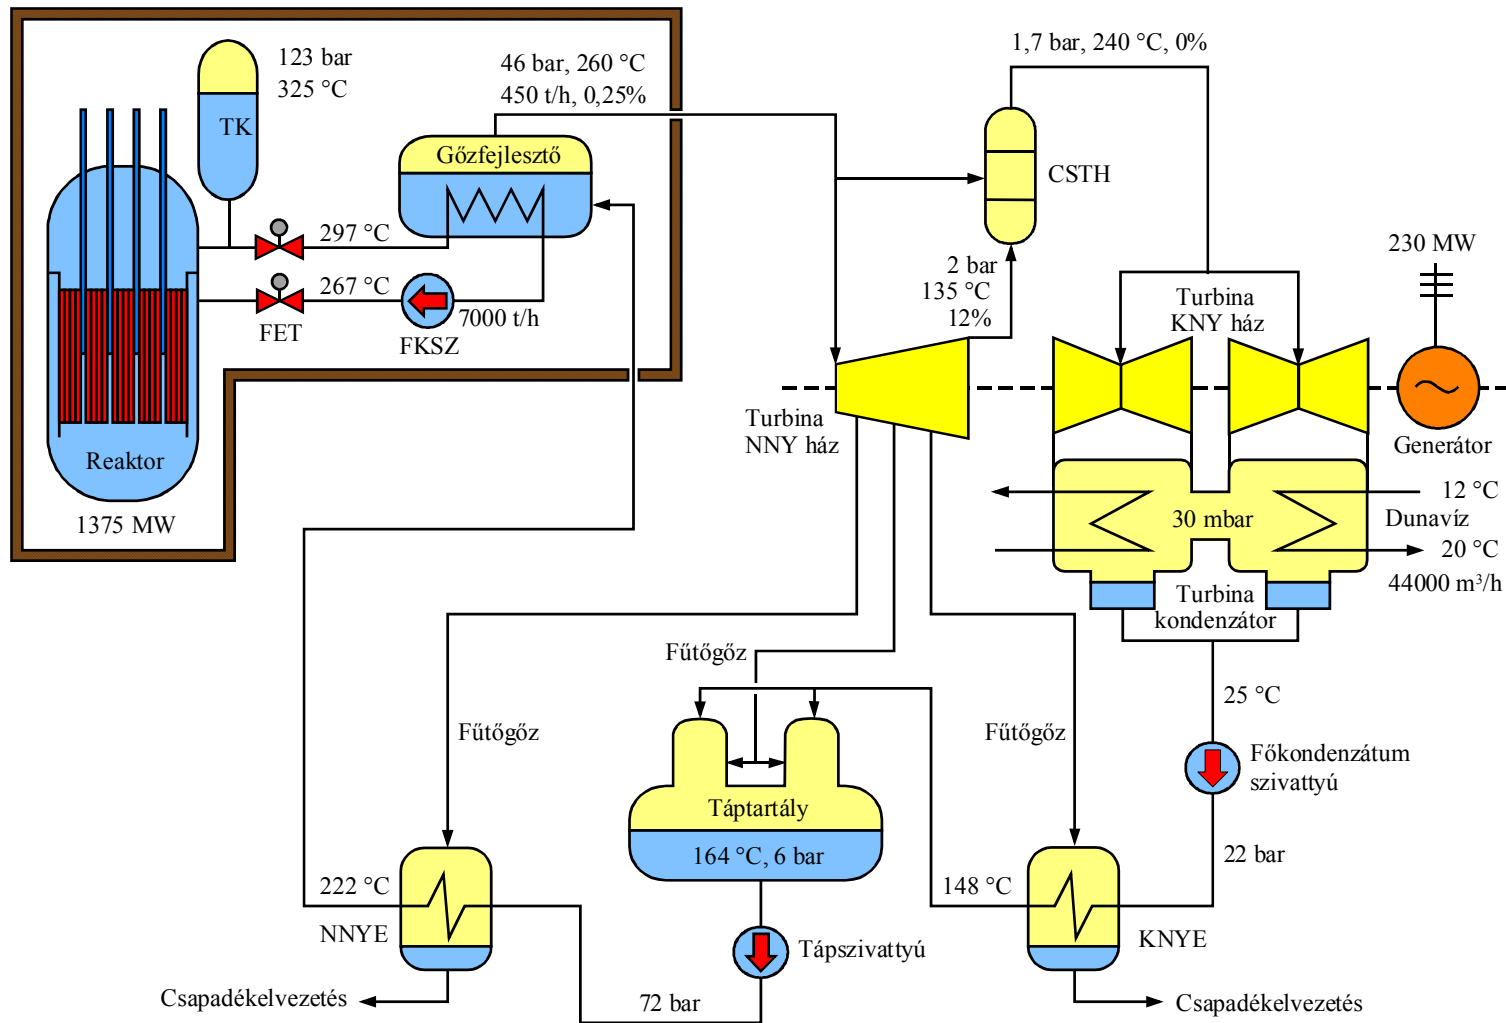 123 bar
325 °C
TK
46 bar, 260 °C
450 t/h, 0,25%
Gőzfejlesztő
1,7 bar, 240 °C, 0%
CSTH
297 °C
267 °C
FET
FKSZ
7000 t/h
2 bar
135 °C
12%
Turbina
KNY ház
230 MW
Reaktor
1375 MW
Turbina
NNY ház
Generátor
30 mbar
12 °C
Dunavíz
20 °C
44000 m³/h
Turbina
kondenzátor
Fűtőgőz
25 °C
Fűtőgőz
Fűtőgőz
Főkondenzátum
szivattyú
Táptartály
164 °C, 6 bar
22 bar
222 °C
148 °C
NNYE
KNYE
Tápszivattyú
Csapadékelvezetés
72 bar
Csapadékelvezetés